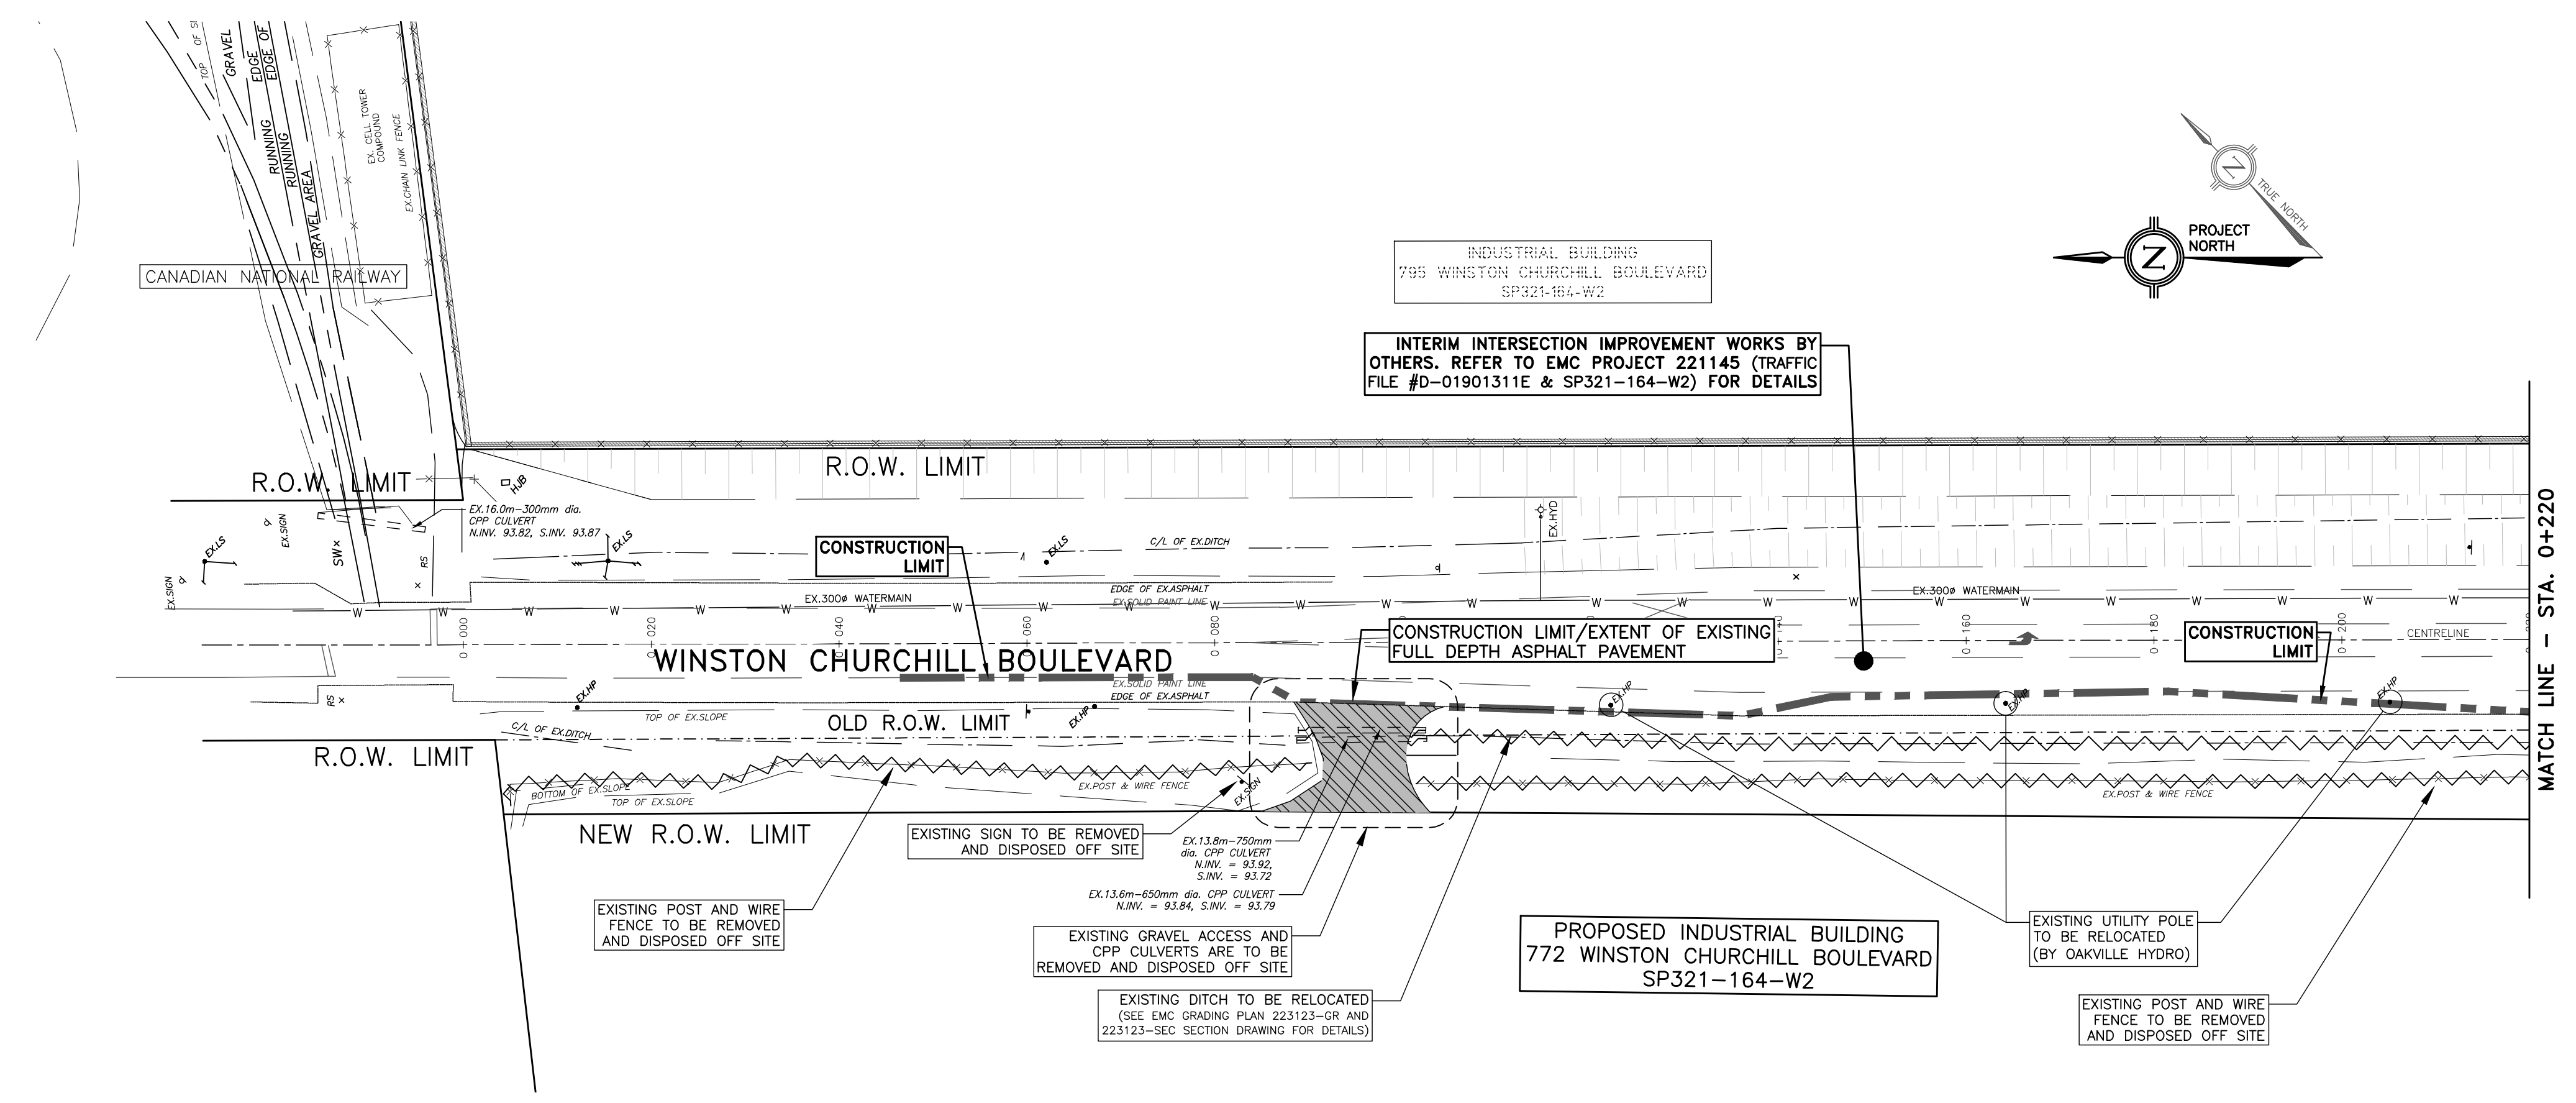 TOP OF SL
GRAVEL
EDGE
EDGE OF
RUNNING
RUNNING
GRAVEL AREA
EX. CELL TOWER
COMPOUND
EX.CHAIN LINK FENCE
CANADIAN NATIONAL RAILWAY
N
TRUE NORTH
N
PROJECT
NORTH
INDUSTRIAL BUILDING
795 WINSTON CHURCHILL BOULEVARD
SP321-164-W2
INTERIM INTERSECTION IMPROVEMENT WORKS BY
OTHERS. REFER TO EMC PROJECT 221145 (TRAFFIC
FILE #D-01901311E & SP321-164-W2) FOR DETAILS
R.O.W. LIMIT
R.O.W. LIMIT
HJB
EX.16.0m-300mm dia.
CPP CULVERT
N.INV. 93.82, S.INV. 93.87
EX.SIGN
EX.LS
SW
RS
EX.LS
EX.SIGN
CONSTRUCTION
LIMIT
EX.LS
C/L OF EX.DITCH
EX.HYD
EDGE OF EX.ASPHALT
EX.SOLID PAINT LINE
EX.300ø WATERMAIN
EX.300ø WATERMAIN
W W W W W W W W W W W W W W W W W W W W W W W W W
0+000
0+020
0+040
0+060
0+080
0+160
0+180
0+200
CENTRELINE
CONSTRUCTION LIMIT/EXTENT OF EXISTING
FULL DEPTH ASPHALT PAVEMENT
CONSTRUCTION
LIMIT
MATCH LINE - STA. 0+220
WINSTON CHURCHILL BOULEVARD
EX.SOLID PAINT LINE
EDGE OF EX.ASPHALT
RS
EX.HP
EX.HP
EX.HP
EX.HP
EX.HP
TOP OF EX.SLOPE
OLD R.O.W. LIMIT
C/L OF EX.DITCH
R.O.W. LIMIT
BOTTOM OF EX.SLOPE
TOP OF EX.SLOPE
EX.POST & WIRE FENCE
EX.SIGN
EX.POST & WIRE FENCE
NEW R.O.W. LIMIT
EXISTING SIGN TO BE REMOVED
AND DISPOSED OFF SITE
EX.13.8m-750mm
dia. CPP CULVERT
N.INV. = 93.92,
S.INV. = 93.72
EX.13.6m-650mm dia. CPP CULVERT
N.INV. = 93.84, S.INV. = 93.79
EXISTING POST AND WIRE
FENCE TO BE REMOVED
AND DISPOSED OFF SITE
EXISTING GRAVEL ACCESS AND
CPP CULVERTS ARE TO BE
REMOVED AND DISPOSED OFF SITE
EXISTING DITCH TO BE RELOCATED
(SEE EMC GRADING PLAN 223123-GR AND
223123-SEC SECTION DRAWING FOR DETAILS)
PROPOSED INDUSTRIAL BUILDING
772 WINSTON CHURCHILL BOULEVARD
SP321-164-W2
EXISTING UTILITY POLE
TO BE RELOCATED
(BY OAKVILLE HYDRO)
EXISTING POST AND WIRE
FENCE TO BE REMOVED
AND DISPOSED OFF SITE